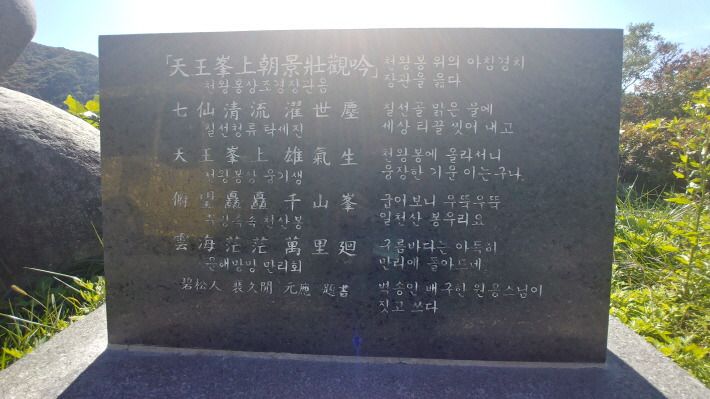 「天王峯上朝景壯觀吟」 천왕봉 위의 아침경치
천왕봉상조경장관음 장관을 읊다
七仙清流 濯世塵 칠선골 맑은 물에
칠선청류 탁세진 세상 티끌 씻어 내고
天王峯上 雄氣生 천왕봉에 올라서니
천왕봉상 웅기생 웅장한 기운 이는구나
俯望矗矗 千山峯 굽어보니 우뚝우뚝
부망촉촉 천산봉 일천산 봉우리요
雲海茫茫 萬里廻 구름바다는 아득히
운해망망 만리회 만리에 돌아드네
碧松人 裵久閒 元應 題書 벽송인 배구한 원응스님이
짓고 쓰다